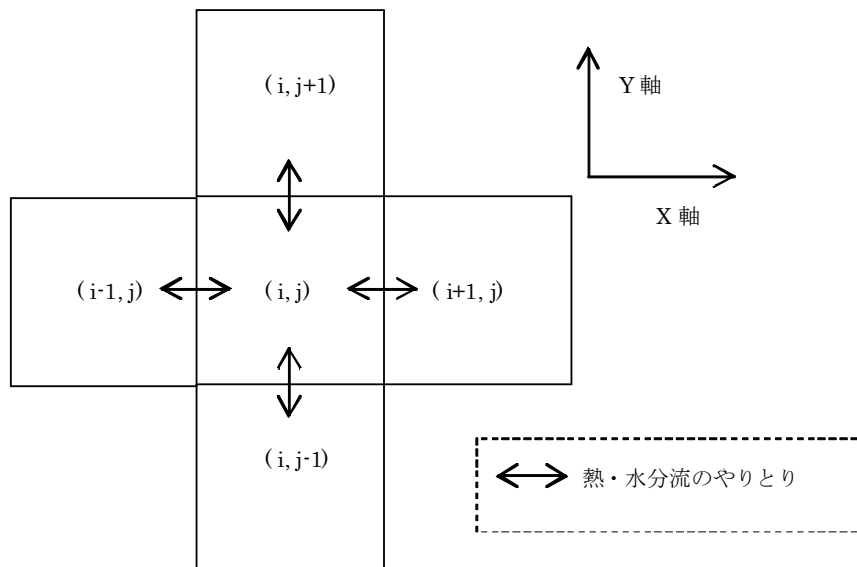 ( i, j+1)
Y 軸
X 軸
( i-1, j)
( i, j)
( i+1, j)
( i, j-1)
熱・水分流のやりとり